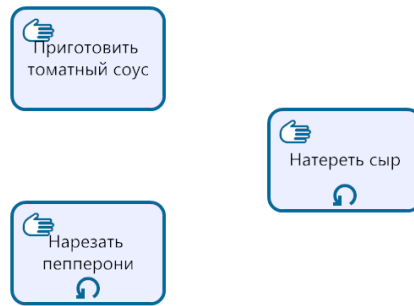 Приготовить
томатный соус
Натереть сыр
Нарезать
пепперони